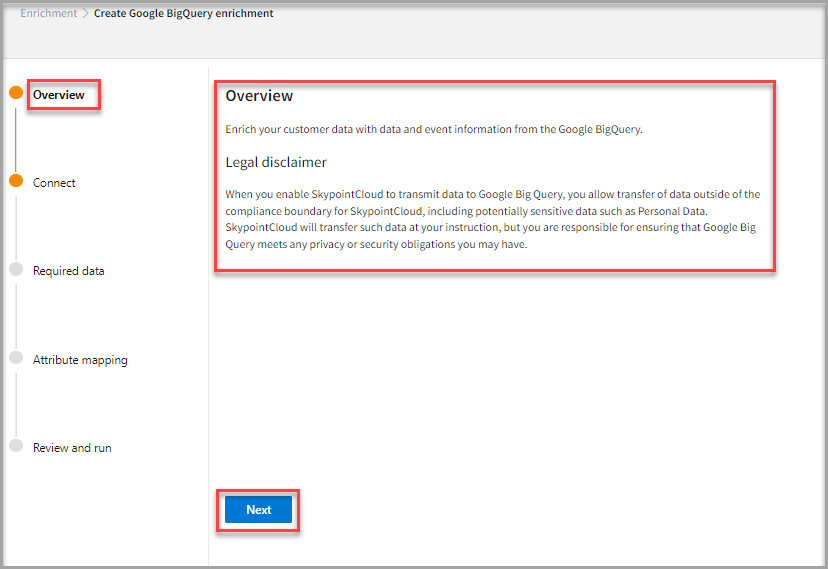 Enrichment > Create Google BigQuery enrichment
Overview
Connect
Required data
Attribute mapping
Review and run
Overview
Enrich your customer data with data and event information from the Google BigQuery.
Legal disclaimer
When you enable SkypointCloud to transmit data to Google Big Query, you allow transfer of data outside of the
compliance boundary for SkypointCloud, including potentially sensitive data such as Personal Data.
SkypointCloud will transfer such data at your instruction, but you are responsible for ensuring that Google Big
Query meets any privacy or security obligations you may have.
Next